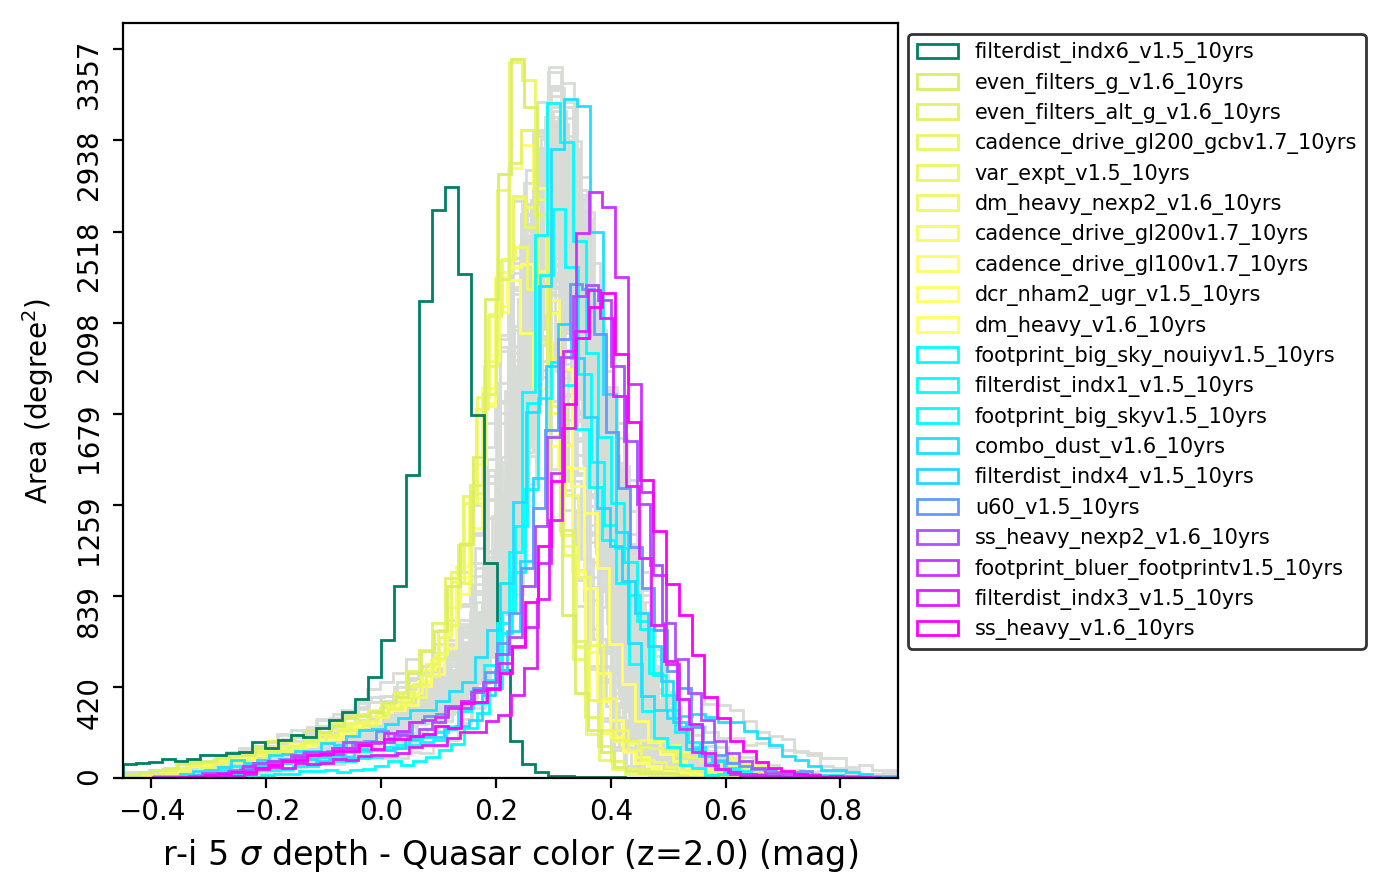 3357
2938
2518
2098
1679
1259
839
420
0
Area (degree²)
−0.4 −0.2 0.0 0.2 0.4 0.6 0.8
r-i 5 σ depth - Quasar color (z=2.0) (mag)
filterdist_indx6_v1.5_10yrs
even_filters_g_v1.6_10yrs
even_filters_alt_g_v1.6_10yrs
cadence_drive_gl200_gcbv1.7_10yrs
var_expt_v1.5_10yrs
dm_heavy_nexp2_v1.6_10yrs
cadence_drive_gl200v1.7_10yrs
cadence_drive_gl100v1.7_10yrs
dcr_nham2_ugr_v1.5_10yrs
dm_heavy_v1.6_10yrs
footprint_big_sky_nouiyv1.5_10yrs
filterdist_indx1_v1.5_10yrs
footprint_big_skyv1.5_10yrs
combo_dust_v1.6_10yrs
filterdist_indx4_v1.5_10yrs
u60_v1.5_10yrs
ss_heavy_nexp2_v1.6_10yrs
footprint_bluer_footprintv1.5_10yrs
filterdist_indx3_v1.5_10yrs
ss_heavy_v1.6_10yrs